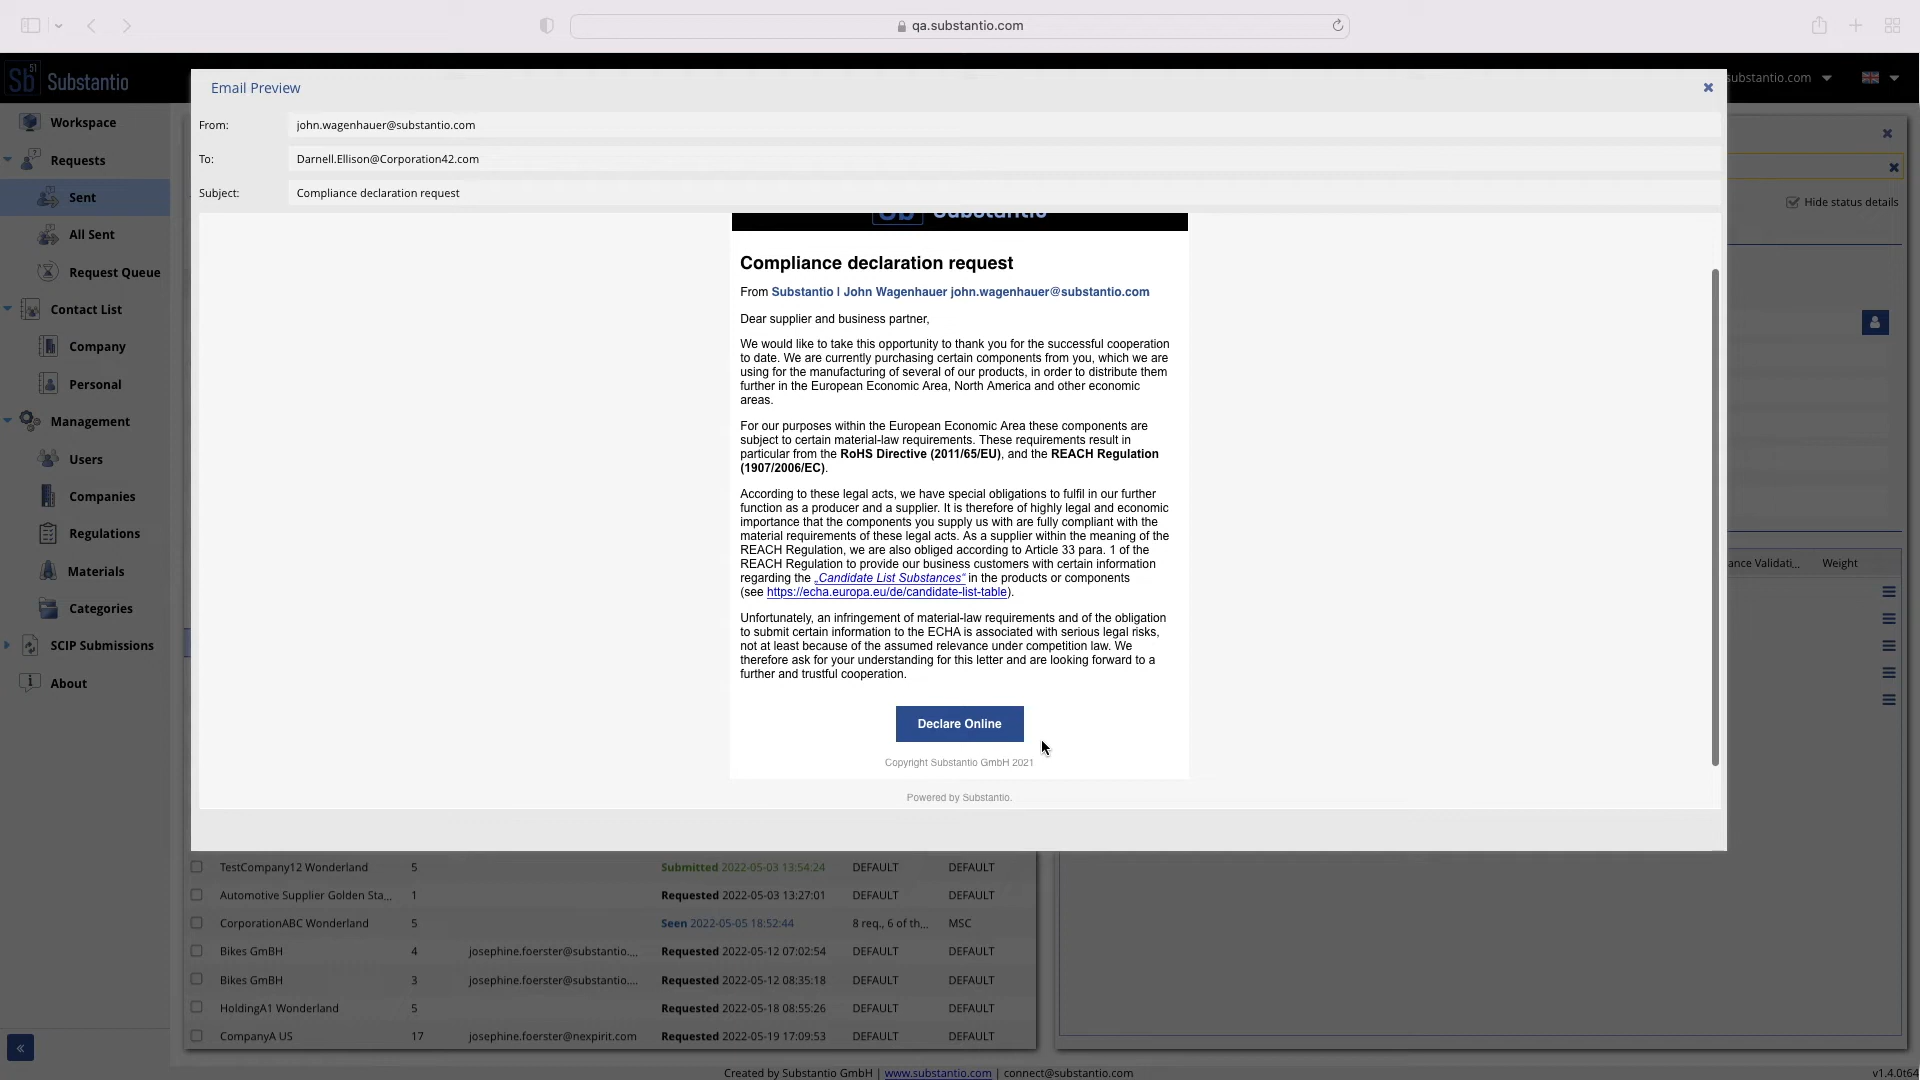 qa.substantio.com
Sb 51 Substantio
substantio.com
Email Preview
From: john.wagenhauer@substantio.com
To: Darnell.Ellison@Corporation42.com
Subject: Compliance declaration request
Workspace
Requests
Sent
All Sent
Request Queue
Contact List
Company
Personal
Management
Users
Companies
Regulations
Materials
Categories
SCIP Submissions
About
Hide status details
Sb Substantio
Compliance declaration request
From Substantio | John Wagenhauer john.wagenhauer@substantio.com
Dear supplier and business partner,
We would like to take this opportunity to thank you for the successful cooperation
to date. We are currently purchasing certain components from you, which we are
using for the manufacturing of several of our products, in order to distribute them
further in the European Economic Area, North America and other economic
areas.
For our purposes within the European Economic Area these components are
subject to certain material-law requirements. These requirements result in
particular from the RoHS Directive (2011/65/EU), and the REACH Regulation
(1907/2006/EC).
According to these legal acts, we have special obligations to fulfil in our further
function as a producer and a supplier. It is therefore of highly legal and economic
importance that the components you supply us with are fully compliant with the
material requirements of these legal acts. As a supplier within the meaning of the
REACH Regulation, we are also obliged according to Article 33 para. 1 of the
REACH Regulation to provide our business customers with certain information
regarding the „Candidate List Substances“ in the products or components
(see https://echa.europa.eu/de/candidate-list-table).
Unfortunately, an infringement of material-law requirements and of the obligation
to submit certain information to the ECHA is associated with serious legal risks,
not at least because of the assumed relevance under competition law. We
therefore ask for your understanding for this letter and are looking forward to a
further and trustful cooperation.
Declare Online
Copyright Substantio GmbH 2021
Powered by Substantio.
ance Validati... Weight
TestCompany12 Wonderland 5 Submitted 2022-05-03 13:54:24 DEFAULT DEFAULT
Automotive Supplier Golden Sta... 1 Requested 2022-05-03 13:27:01 DEFAULT DEFAULT
CorporationABC Wonderland 5 Seen 2022-05-05 18:52:44 8 req., 6 of th... MSC
Bikes GmBH 4 josephine.foerster@substantio.... Requested 2022-05-12 07:02:54 DEFAULT DEFAULT
Bikes GmBH 3 josephine.foerster@substantio.... Requested 2022-05-12 08:35:18 DEFAULT DEFAULT
HoldingA1 Wonderland 5 Requested 2022-05-18 08:55:26 DEFAULT DEFAULT
CompanyA US 17 josephine.foerster@nexpirit.com Requested 2022-05-19 17:09:53 DEFAULT DEFAULT
Created by Substantio GmbH | www.substantio.com | connect@substantio.com
v1.4.0t64